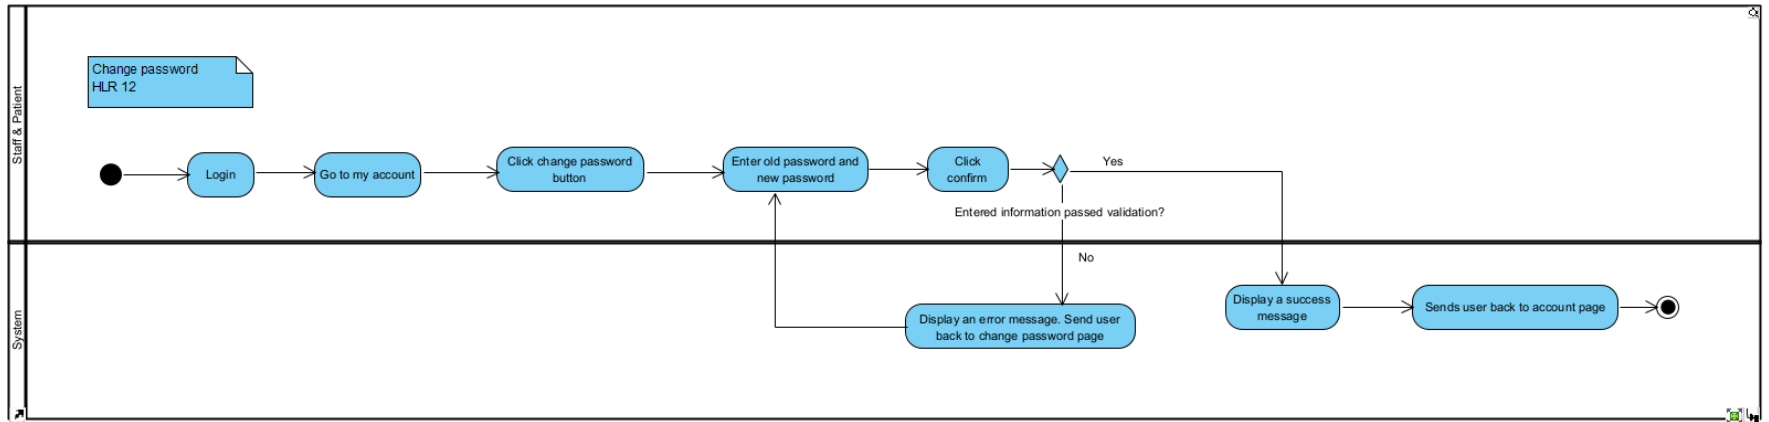 Change password
HLR 12
Staff & Patient
Login
Go to my account
Click change password
button
Enter old password and
new password
Click
confirm
Yes
Entered information passed validation?
No
System
Display an error message. Send user
back to change password page
Display a success
message
Sends user back to account page